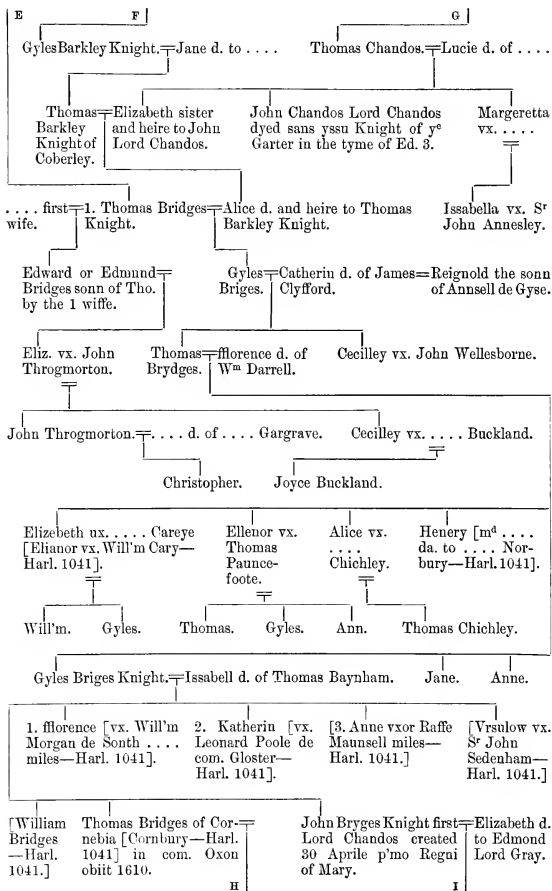 E F G
Gyles Barkley Knight.=Jane d. to . . . . Thomas Chandos.=Lucie d. of . . . .
Thomas=Elizabeth sister John Chandos Lord Chandos Margeretta
Barkley and heire to John dyed sans yssu Knight of yᵉ vx. . . . .
Knight of Lord Chandos. Garter in the tyme of Ed. 3.
Coberley.
. . . . first=1. Thomas Bridges=Alice d. and heire to Thomas Issabella vx. Sʳ
wife. Knight. Barkley Knight. John Annesley.
Edward or Edmund= Gyles=Catherin d. of James=Reignold the sonn
Bridges sonn of Tho. Briges. Clyfford. of Annsell de Gyse.
by the 1 wiffe.
Eliz. vx. John Thomas=fflorence d. of Cecilley vx. John Wellesborne.
Throgmorton. Brydges. Wᵐ Darrell.
John Throgmorton.=. . . . d. of . . . . Gargrave. Cecilley vx. . . . . Buckland.
Christopher. Joyce Buckland.
Elizebeth ux. . . . . Careye Ellenor vx. Alice vx. Henery [mᵈ . . . .
[Elianor vx. Will'm Cary— Thomas . . . . da. to . . . . Nor-
Harl. 1041]. Paunce- Chichley. bury—Harl. 1041].
foote.
Will'm. Gyles. Thomas. Gyles. Ann. Thomas Chichley.
Gyles Briges Knight.=Issabell d. of Thomas Baynham. Jane. Anne.
1. fflorence [vx. Will'm 2. Katherin [vx. [3. Anne vxor Raffe [Vrsulow vx.
Morgan de Sonth . . . . Leonard Poole de Maunsell miles— Sʳ John
miles—Harl. 1041]. com. Gloster— Harl. 1041.] Sedenham—
Harl. 1041]. Harl. 1041.]
[William Thomas Bridges of Cor-= John Bryges Knight first=Elizabeth d.
Bridges nebia [Cornbury—Harl. Lord Chandos created to Edmond
—Harl. 1041] in com. Oxon 30 Aprile p'mo Regni Lord Gray.
1041.] obiit 1610. of Mary.
H I